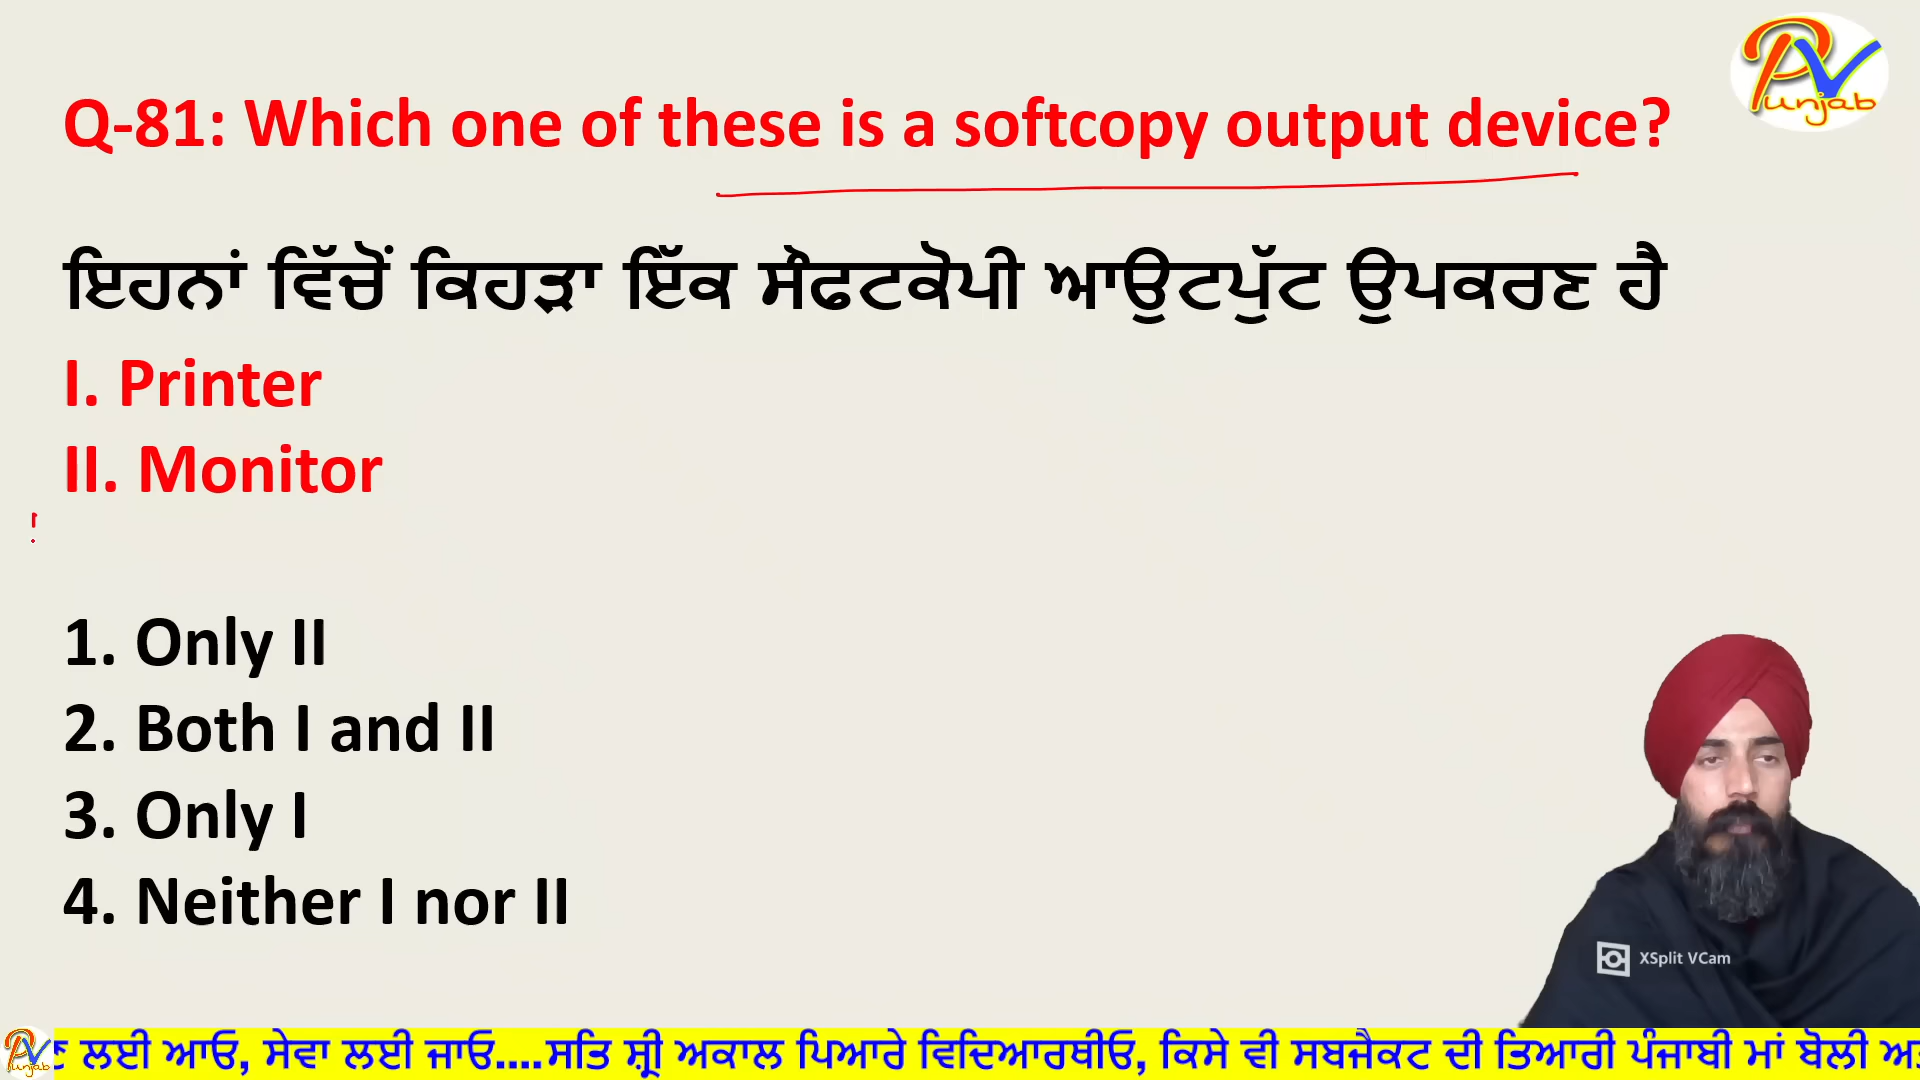 Q-81: Which one of these is a softcopy output device?
ਇਹਨਾਂ ਵਿੱਚੋਂ ਕਿਹੜਾ ਇੱਕ ਸੌਫਟਕੋਪੀ ਆਉਟਪੁੱਟ ਉਪਕਰਣ ਹੈ
I. Printer
II. Monitor
1. Only II
2. Both I and II
3. Only I
4. Neither I nor II
XSplit VCam
ਲਈ ਆਓ, ਸੇਵਾ ਲਈ ਜਾਓ....ਸਤਿ ਸ਼੍ਰੀ ਅਕਾਲ ਪਿਆਰੇ ਵਿਦਿਆਰਥੀਓ, ਕਿਸੇ ਵੀ ਸਬਜੈਕਟ ਦੀ ਤਿਆਰੀ ਪੰਜਾਬੀ ਮਾਂ ਬੋਲੀ
PV Punjab